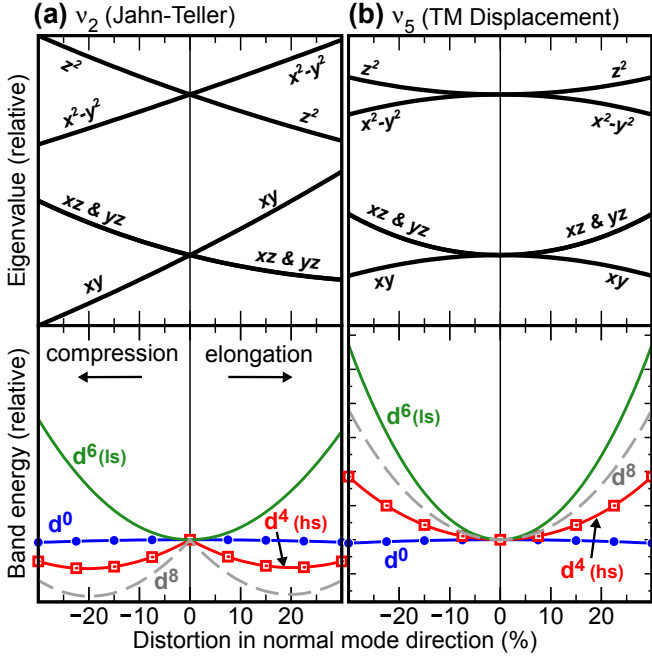 (a) ν₂ (Jahn-Teller)
(b) ν₅ (TM Displacement)
Eigenvalue (relative)
z²
x²-y²
x²-y²
z²
xz & yz
xy
xy
xz & yz
z²
z²
x²-y²
x²-y²
xz & yz
xz & yz
xy
xy
Band energy (relative)
compression
elongation
d⁶(ls)
d⁰
d⁴ (hs)
d⁸
d⁶(ls)
d⁸
d⁰
d⁴ (hs)
−20 −10 0 10 20
−20 −10 0 10 20
Distortion in normal mode direction (%)